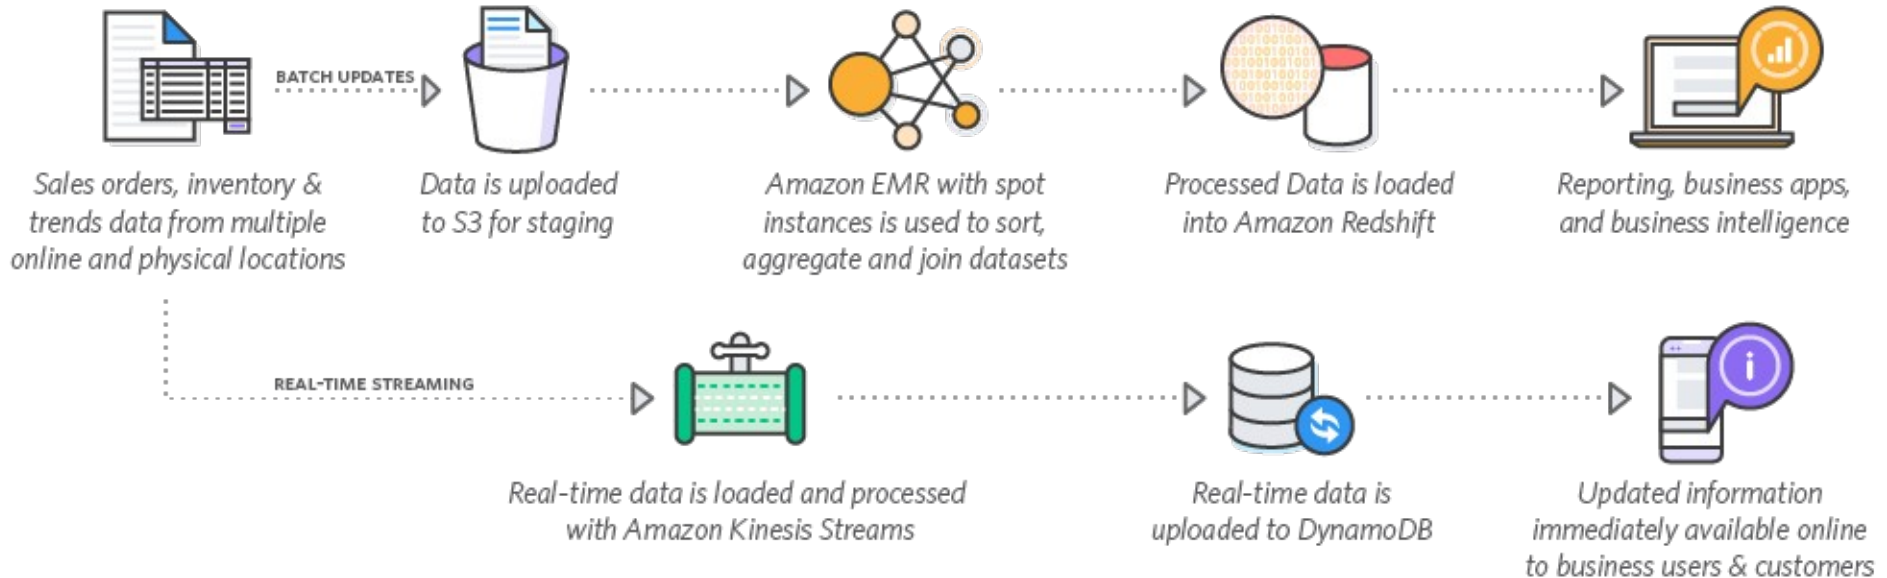 BATCH UPDATES
Sales orders, inventory &
trends data from multiple
online and physical locations
Data is uploaded
to S3 for staging
Amazon EMR with spot
instances is used to sort,
aggregate and join datasets
Processed Data is loaded
into Amazon Redshift
Reporting, business apps,
and business intelligence
REAL-TIME STREAMING
Real-time data is loaded and processed
with Amazon Kinesis Streams
Real-time data is
uploaded to DynamoDB
Updated information
immediately available online
to business users & customers